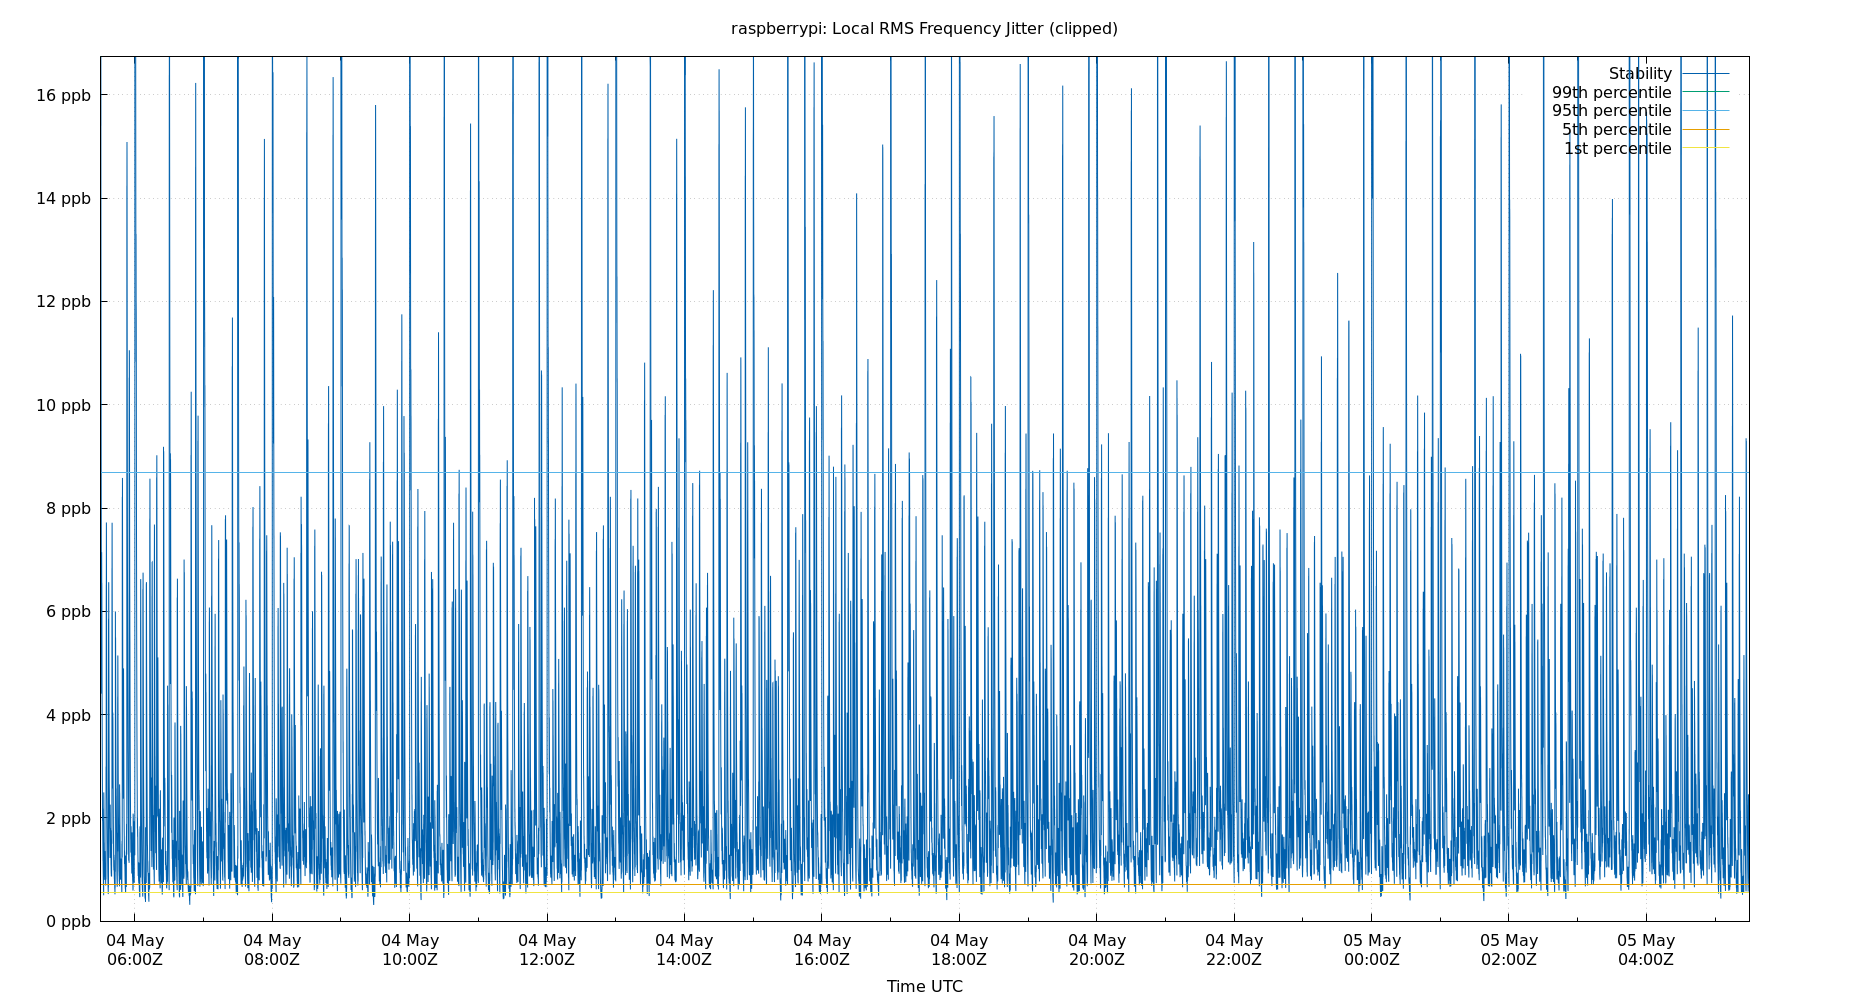 raspberrypi: Local RMS Frequency Jitter (clipped)
16 ppb
14 ppb
12 ppb
10 ppb
8 ppb
6 ppb
4 ppb
2 ppb
0 ppb
Stability
99th percentile
95th percentile
5th percentile
1st percentile
04 May 04 May 04 May 04 May 04 May 04 May 04 May 04 May 04 May 05 May 05 May 05 May
06:00Z 08:00Z 10:00Z 12:00Z 14:00Z 16:00Z 18:00Z 20:00Z 22:00Z 00:00Z 02:00Z 04:00Z
Time UTC